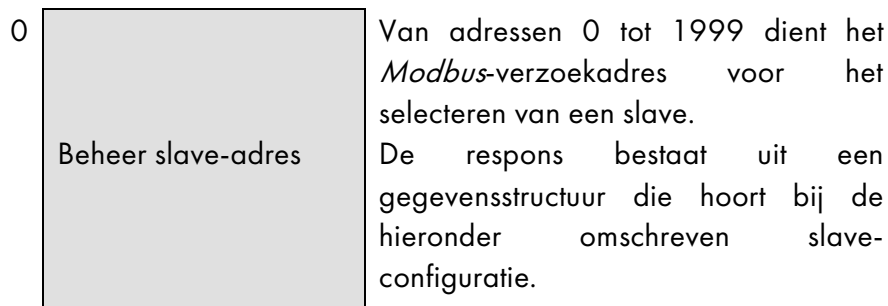 0
Van adressen 0 tot 1999 dient het
Modbus-verzoekadres voor het
selecteren van een slave.
Beheer slave-adres
De respons bestaat uit een
gegevensstructuur die hoort bij de
hieronder omschreven slave-
configuratie.